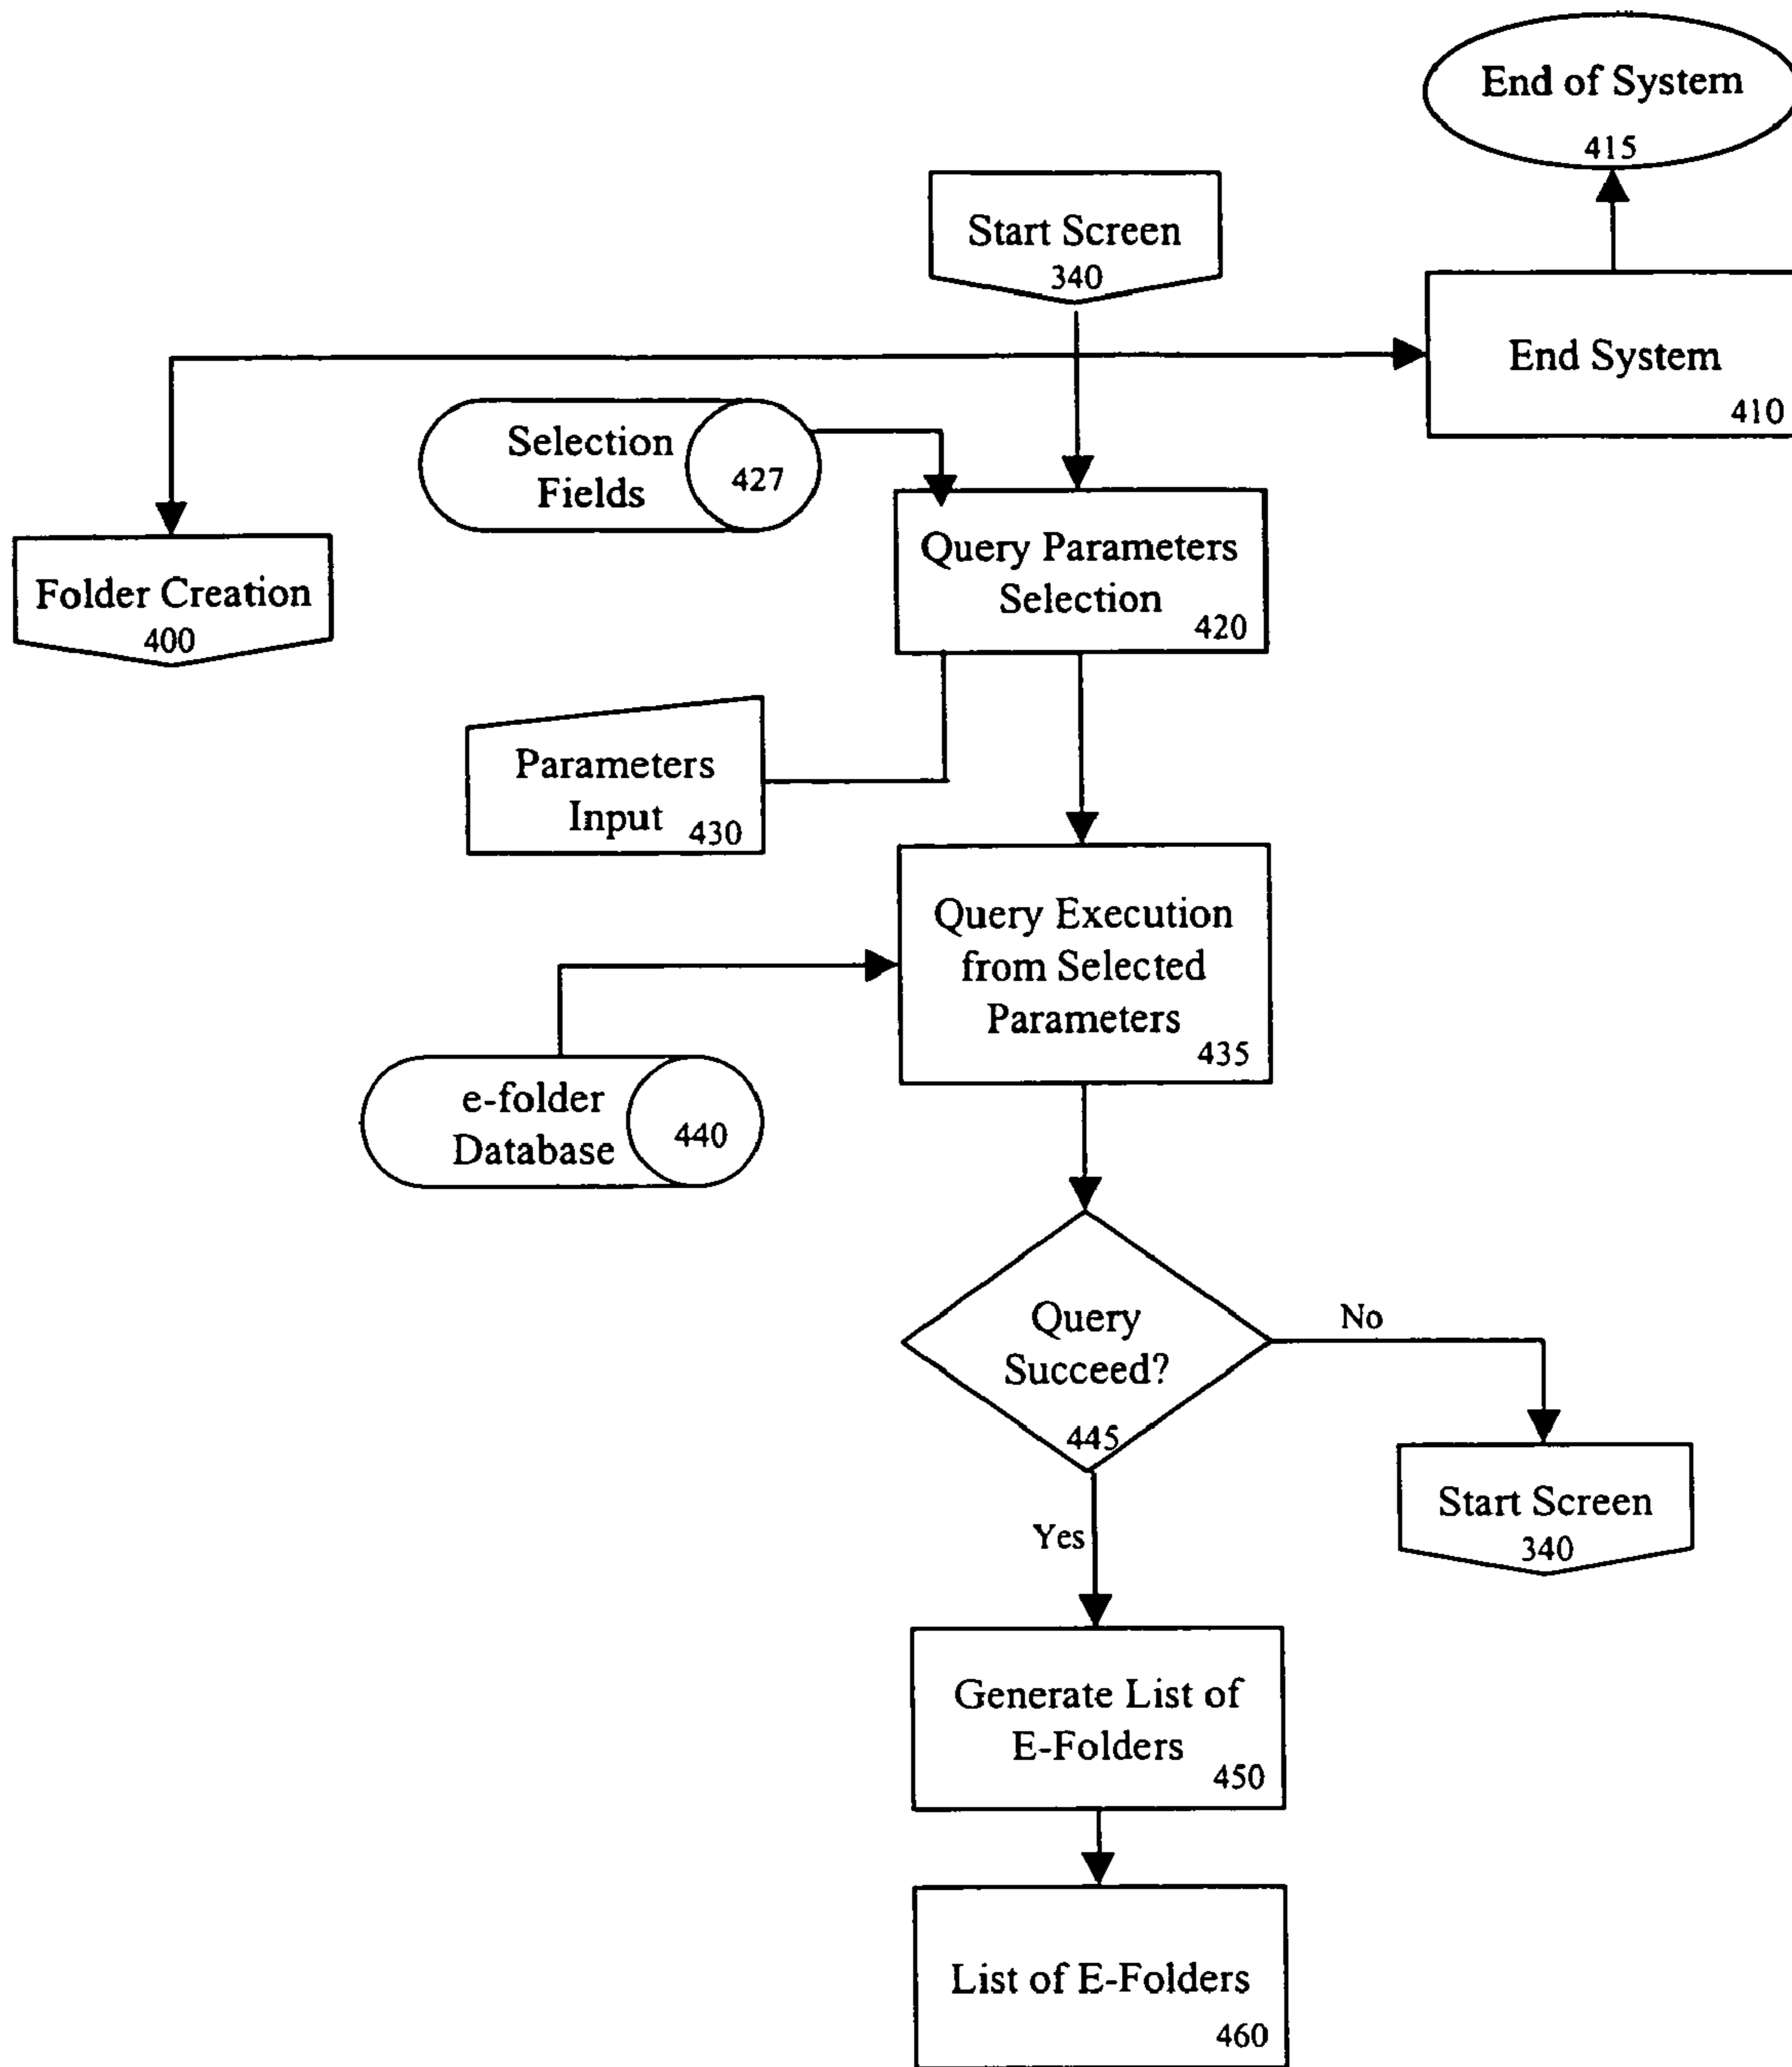 End of System
415
Start Screen
340
End System
410
Selection
Fields
427
Folder Creation
400
Query Parameters
Selection
420
Parameters
Input
430
Query Execution
from Selected
Parameters
435
e-folder
Database
440
Query
Succeed?
445
No
Start Screen
340
Yes
Generate List of
E-Folders
450
List of E-Folders
460